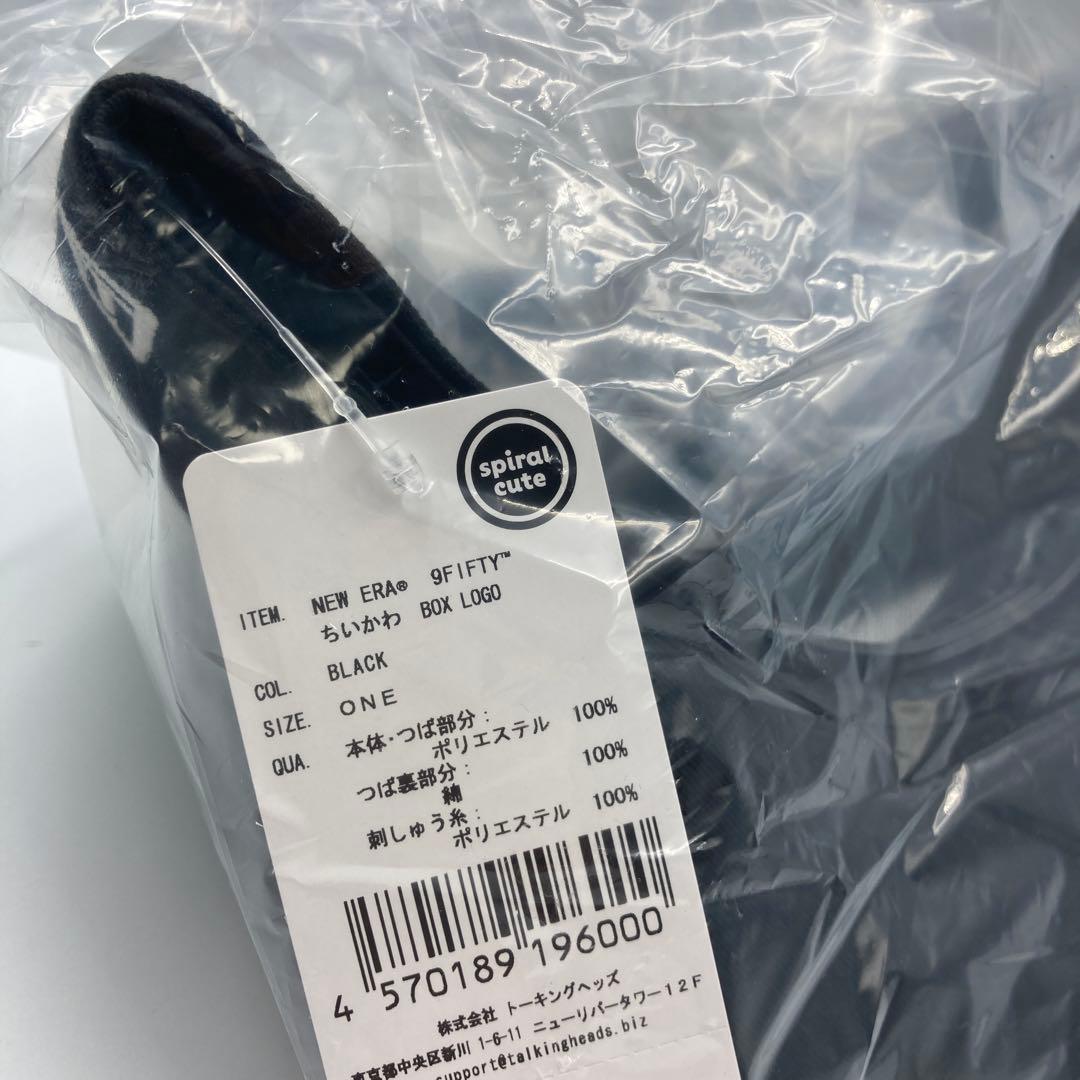 spiral
cute
ITEM. NEW ERA® 9FIFTY™
ちいかわ BOX LOGO
COL. BLACK
SIZE. ONE
QUA. 本体・つば部分：
ポリエステル 100%
つば裏部分：
綿 100%
刺しゅう糸：
ポリエステル 100%
4 570189 196000
株式会社 トーキングヘッズ
東京都中央区新川 1-6-11 ニューリバータワー１２Ｆ
support@talkingheads.biz